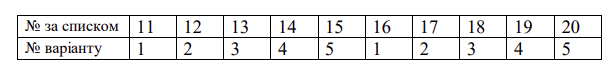 № за списком 11 12 13 14 15 16 17 18 19 20
№ варіанту 1 2 3 4 5 1 2 3 4 5